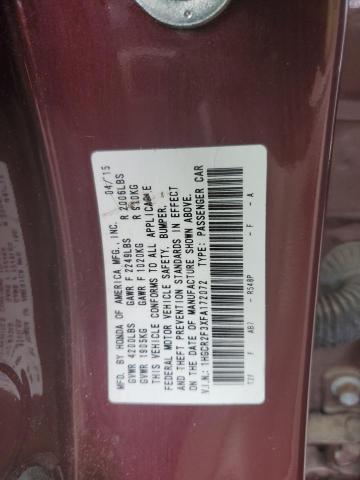 MFD. BY HONDA OF AMERICA MFG., INC. 04/15
GVWR 4200LBS GAWR F 2249LBS R 2006LBS
GVWR 1905KG GAWR F 1020KG R 910KG
THIS VEHICLE CONFORMS TO ALL APPLICABLE
FEDERAL MOTOR VEHICLE SAFETY, BUMPER,
AND THEFT PREVENTION STANDARDS IN EFFECT
ON THE DATE OF MANUFACTURE SHOWN ABOVE.
V.I.N.: 1HGCR2F3XFA172072 TYPE: PASSENGER CAR
T2F F AB/ - R548P - F - A